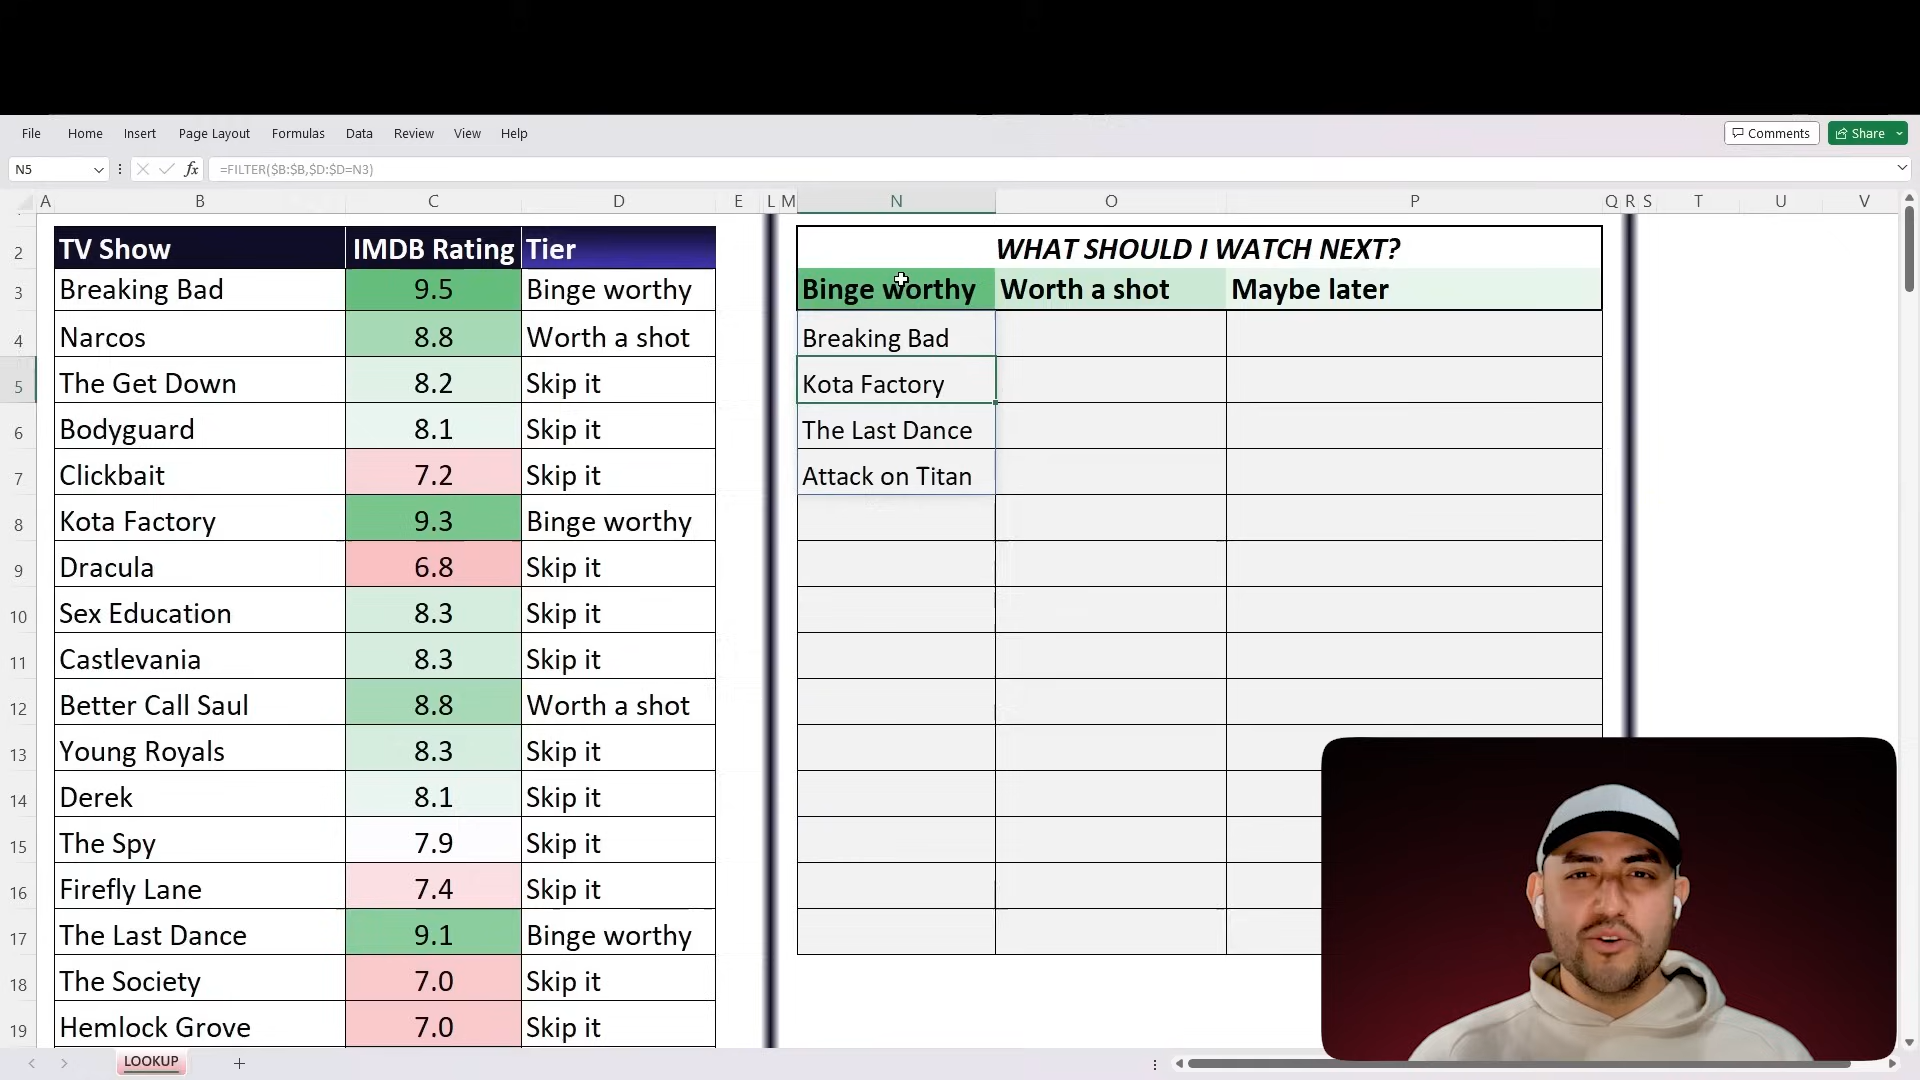 File Home Insert Page Layout Formulas Data Review View Help Comments Share
N5 fx =FILTER($B:$B,$D:$D=N3)
A B C D E L M N O P Q R S T U V
2 TV Show IMDB Rating Tier WHAT SHOULD I WATCH NEXT?
3 Breaking Bad 9.5 Binge worthy Binge worthy Worth a shot Maybe later
4 Narcos 8.8 Worth a shot Breaking Bad
5 The Get Down 8.2 Skip it Kota Factory
6 Bodyguard 8.1 Skip it The Last Dance
7 Clickbait 7.2 Skip it Attack on Titan
8 Kota Factory 9.3 Binge worthy
9 Dracula 6.8 Skip it
10 Sex Education 8.3 Skip it
11 Castlevania 8.3 Skip it
12 Better Call Saul 8.8 Worth a shot
13 Young Royals 8.3 Skip it
14 Derek 8.1 Skip it
15 The Spy 7.9 Skip it
16 Firefly Lane 7.4 Skip it
17 The Last Dance 9.1 Binge worthy
18 The Society 7.0 Skip it
19 Hemlock Grove 7.0 Skip it
LOOKUP